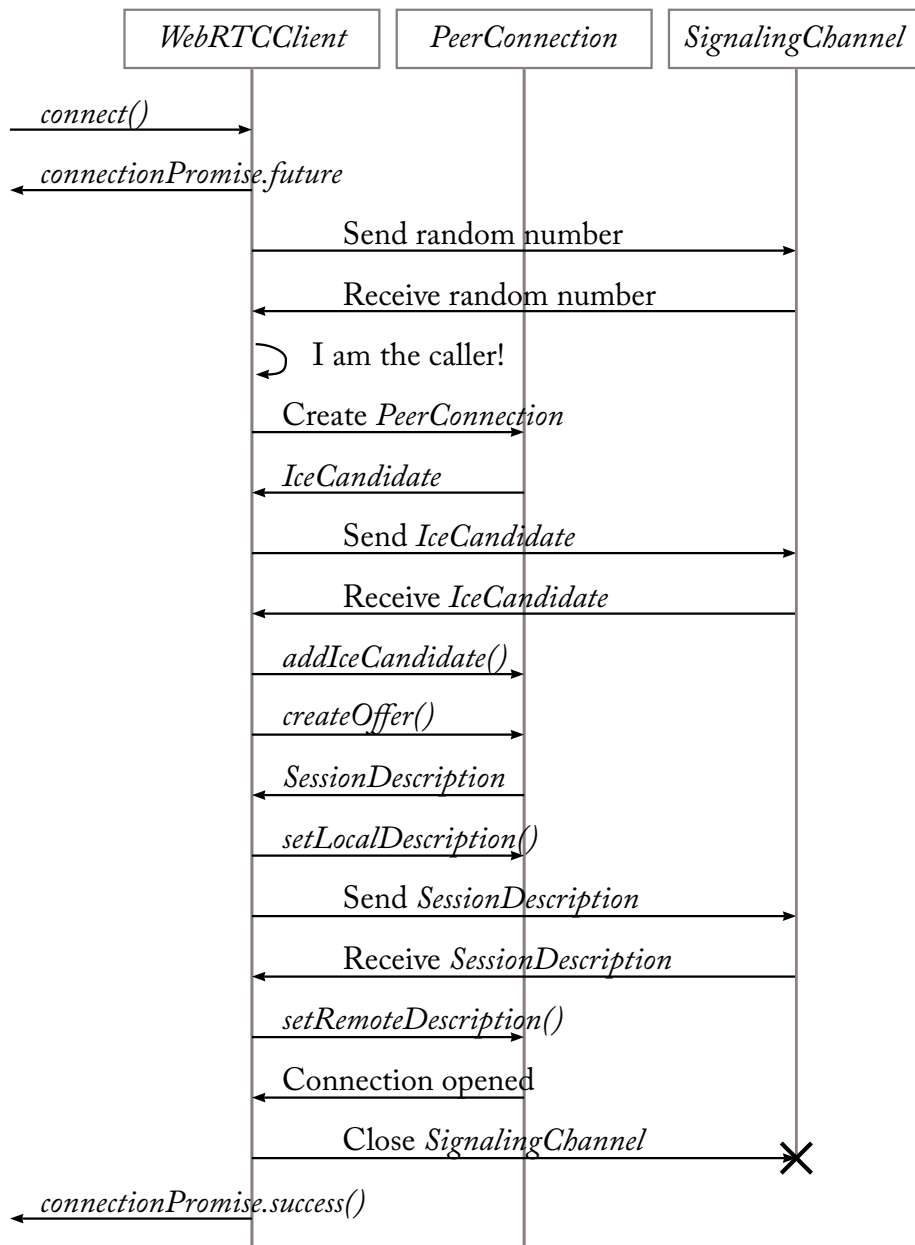 WebRTCClient
PeerConnection
SignalingChannel
connect()
connectionPromise.future
Send random number
Receive random number
I am the caller!
Create PeerConnection
IceCandidate
Send IceCandidate
Receive IceCandidate
addIceCandidate()
createOffer()
SessionDescription
setLocalDescription()
Send SessionDescription
Receive SessionDescription
setRemoteDescription()
Connection opened
Close SignalingChannel
connectionPromise.success()